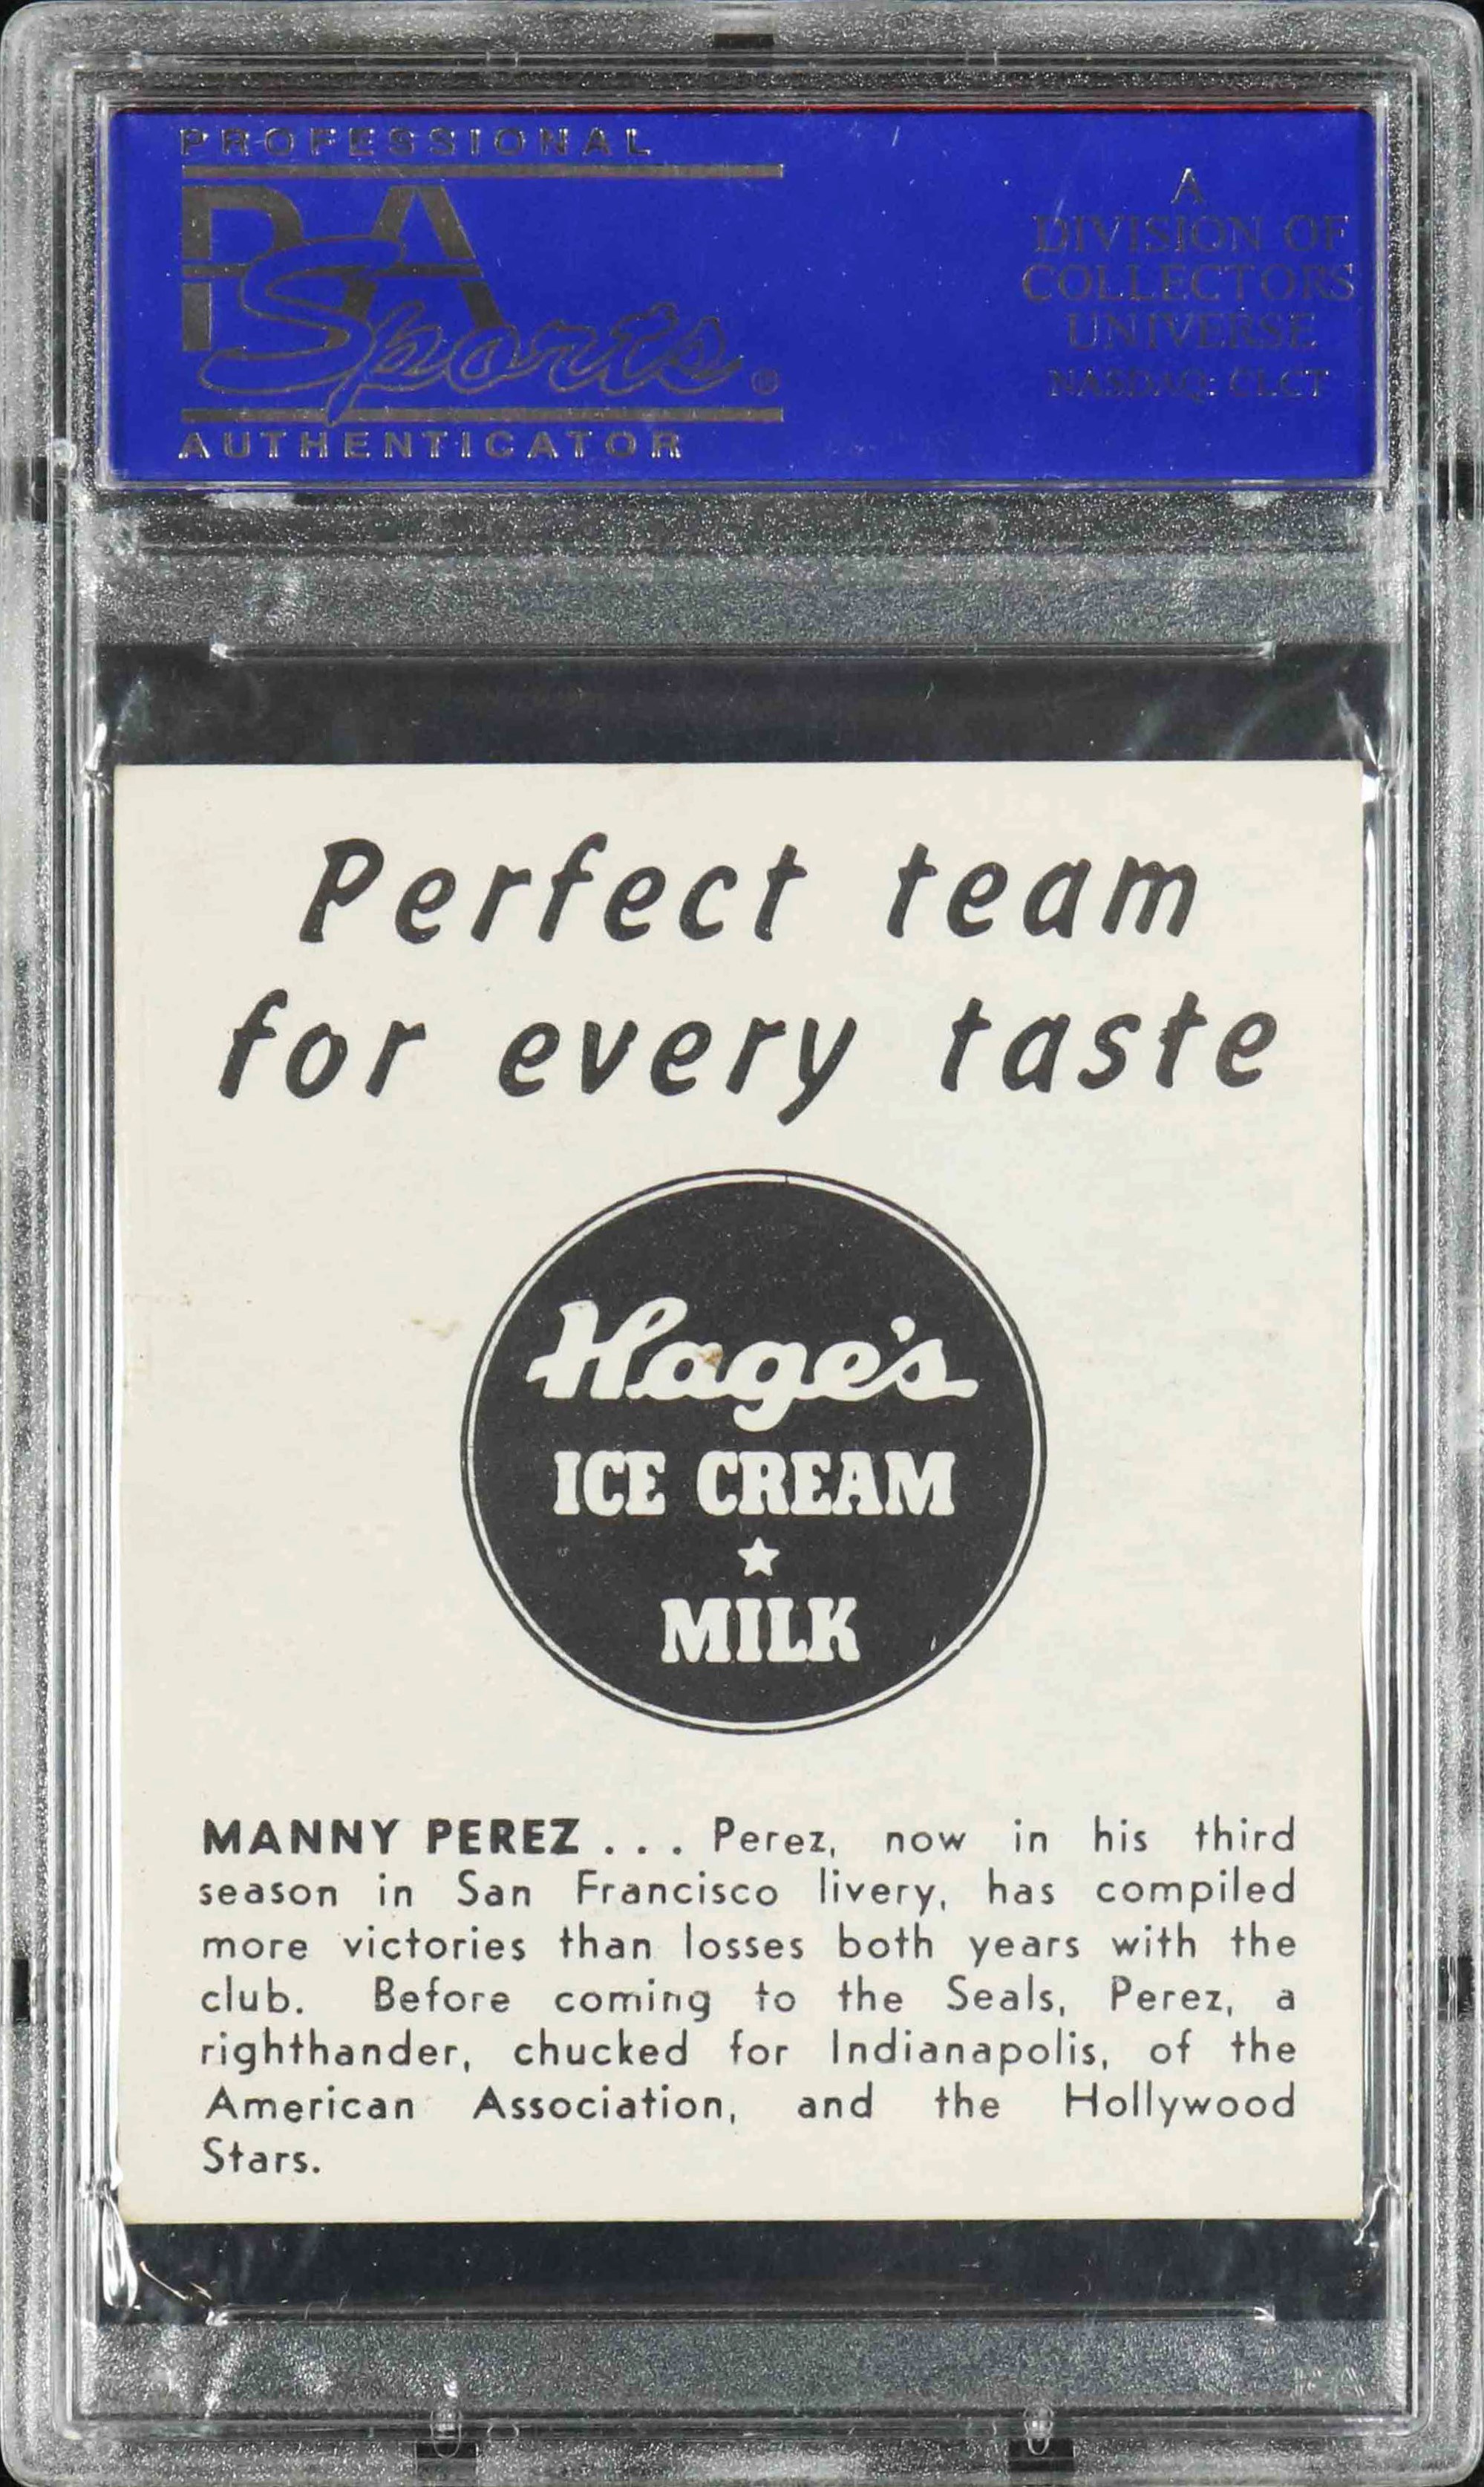 PROFESSIONAL
PSA
Sports®
AUTHENTICATOR
A
DIVISION OF
COLLECTORS
UNIVERSE
NASDAQ: CLCT
Perfect team
for every taste
Hage's
ICE CREAM
★
MILK
MANNY PEREZ . . . Perez, now in his third
season in San Francisco livery, has compiled
more victories than losses both years with the
club. Before coming to the Seals, Perez, a
righthander, chucked for Indianapolis, of the
American Association, and the Hollywood
Stars.